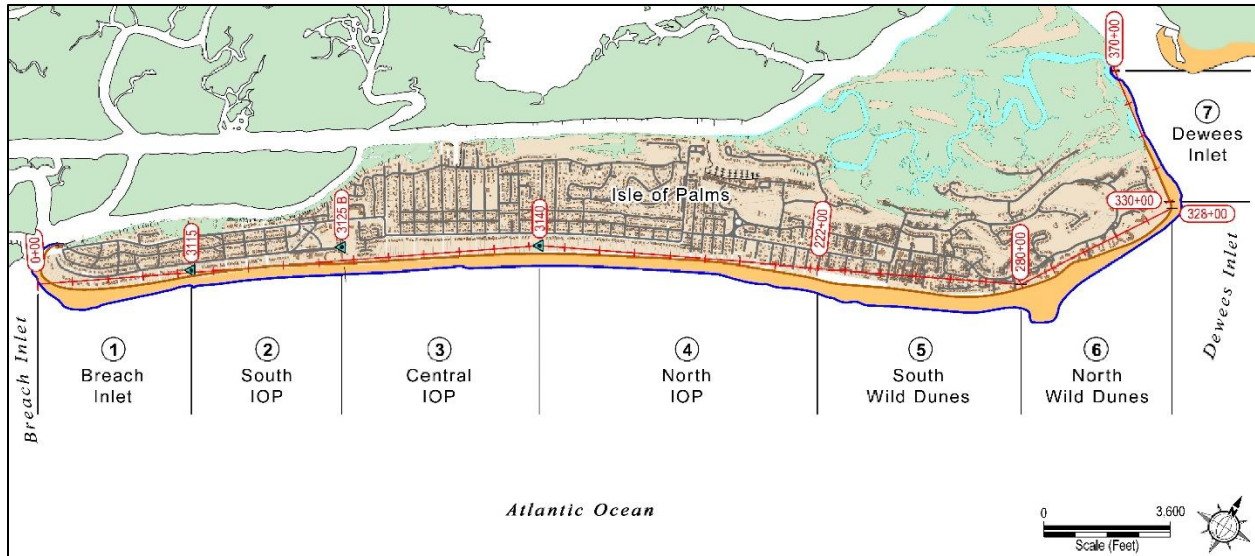 370+00
7
Dewees
Inlet
Isle of Palms
330+00
328+00
0+00
3115
3125 B
3140
222+00
280+00
Breach Inlet
1
Breach
Inlet
2
South
IOP
3
Central
IOP
4
North
IOP
5
South
Wild Dunes
6
North
Wild Dunes
Dewees Inlet
Atlantic Ocean
0
3,600
Scale (Feet)
N